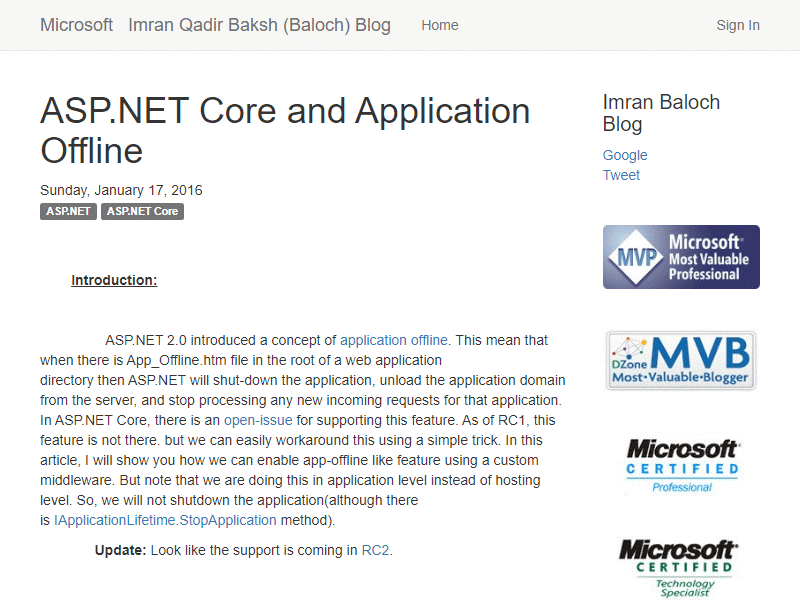 Microsoft Imran Qadir Baksh (Baloch) Blog Home Sign In
ASP.NET Core and Application
Offline
Sunday, January 17, 2016
ASP.NET ASP.NET Core
Introduction:
ASP.NET 2.0 introduced a concept of application offline. This mean that
when there is App_Offline.htm file in the root of a web application
directory then ASP.NET will shut-down the application, unload the application domain
from the server, and stop processing any new incoming requests for that application.
In ASP.NET Core, there is an open-issue for supporting this feature. As of RC1, this
feature is not there. but we can easily workaround this using a simple trick. In this
article, I will show you how we can enable app-offline like feature using a custom
middleware. But note that we are doing this in application level instead of hosting
level. So, we will not shutdown the application(although there
is IApplicationLifetime.StopApplication method).
Update: Look like the support is coming in RC2.
Imran Baloch
Blog
Google
Tweet
MVP
Microsoft®
Most Valuable
Professional
DZone MVB
Most•Valuable•Blogger
Microsoft®
CERTIFIED
Professional
Microsoft®
CERTIFIED
Technology
Specialist